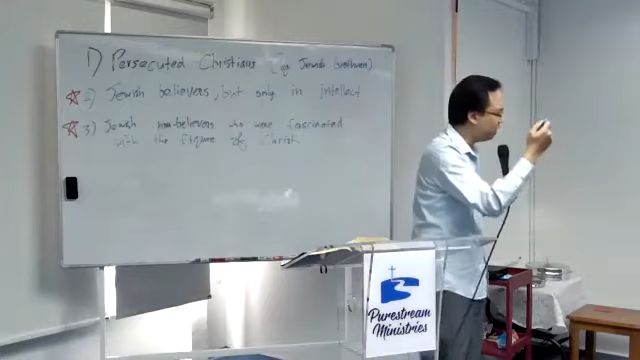 1) Persecuted Christians (eg Jewish brethren)
2) Jewish believers, but only in intellect
3) Jewish non-believers who were fascinated
with the figure of Christ
Purestream
Ministries